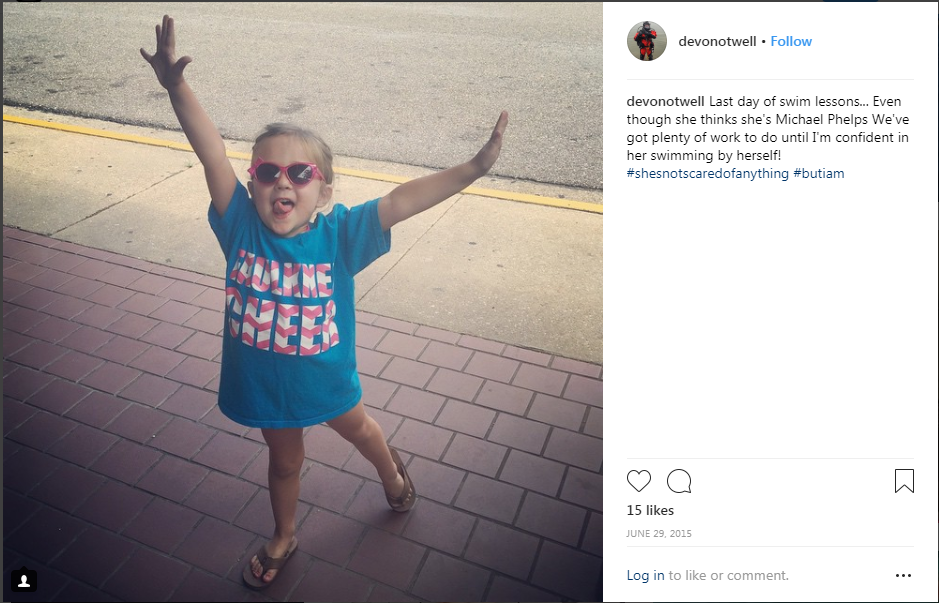 MOULTRIE
CHEER
devonotwell • Follow
devonotwell Last day of swim lessons... Even
though she thinks she's Michael Phelps We've
got plenty of work to do until I'm confident in
her swimming by herself!
#shesnotscaredofanything #butiam
15 likes
JUNE 29, 2015
Log in to like or comment.